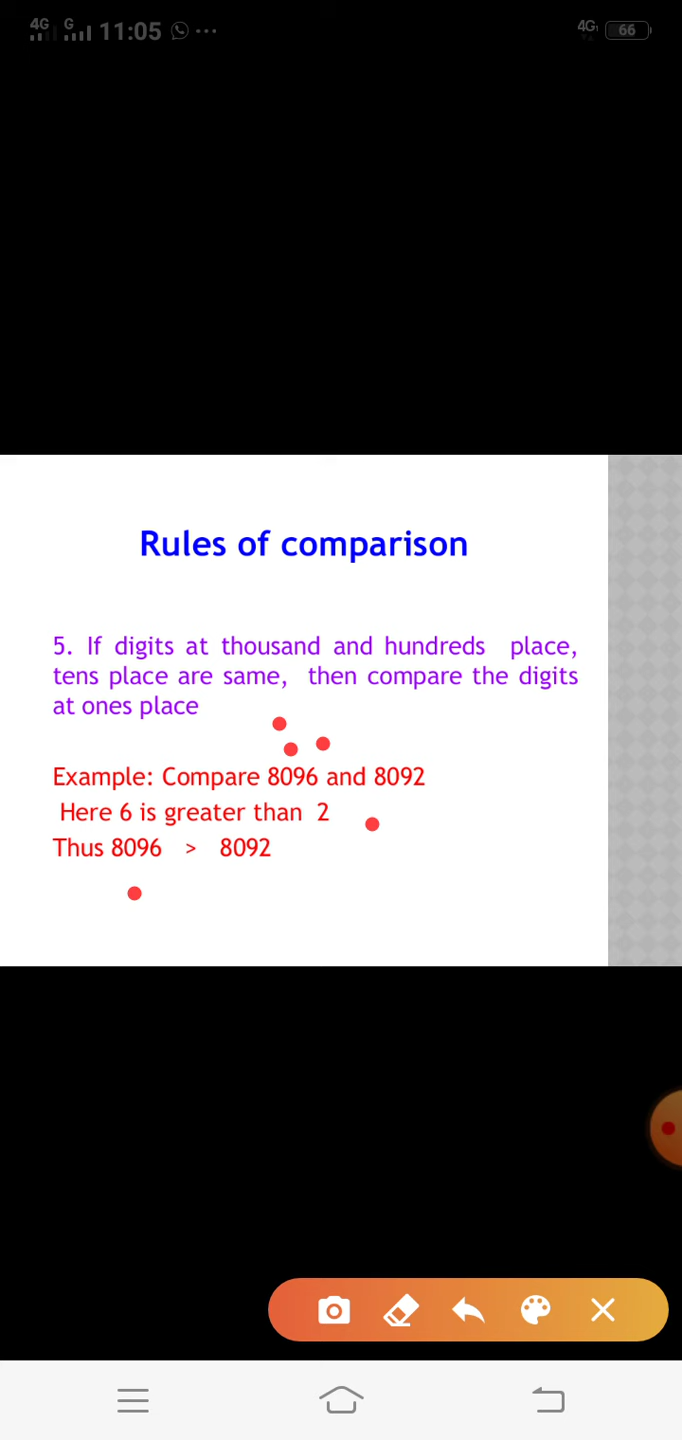 4G G 11:05 ... 4G 66
Rules of comparison
5. If digits at thousand and hundreds place,
tens place are same, then compare the digits
at ones place
Example: Compare 8096 and 8092
Here 6 is greater than 2
Thus 8096 > 8092